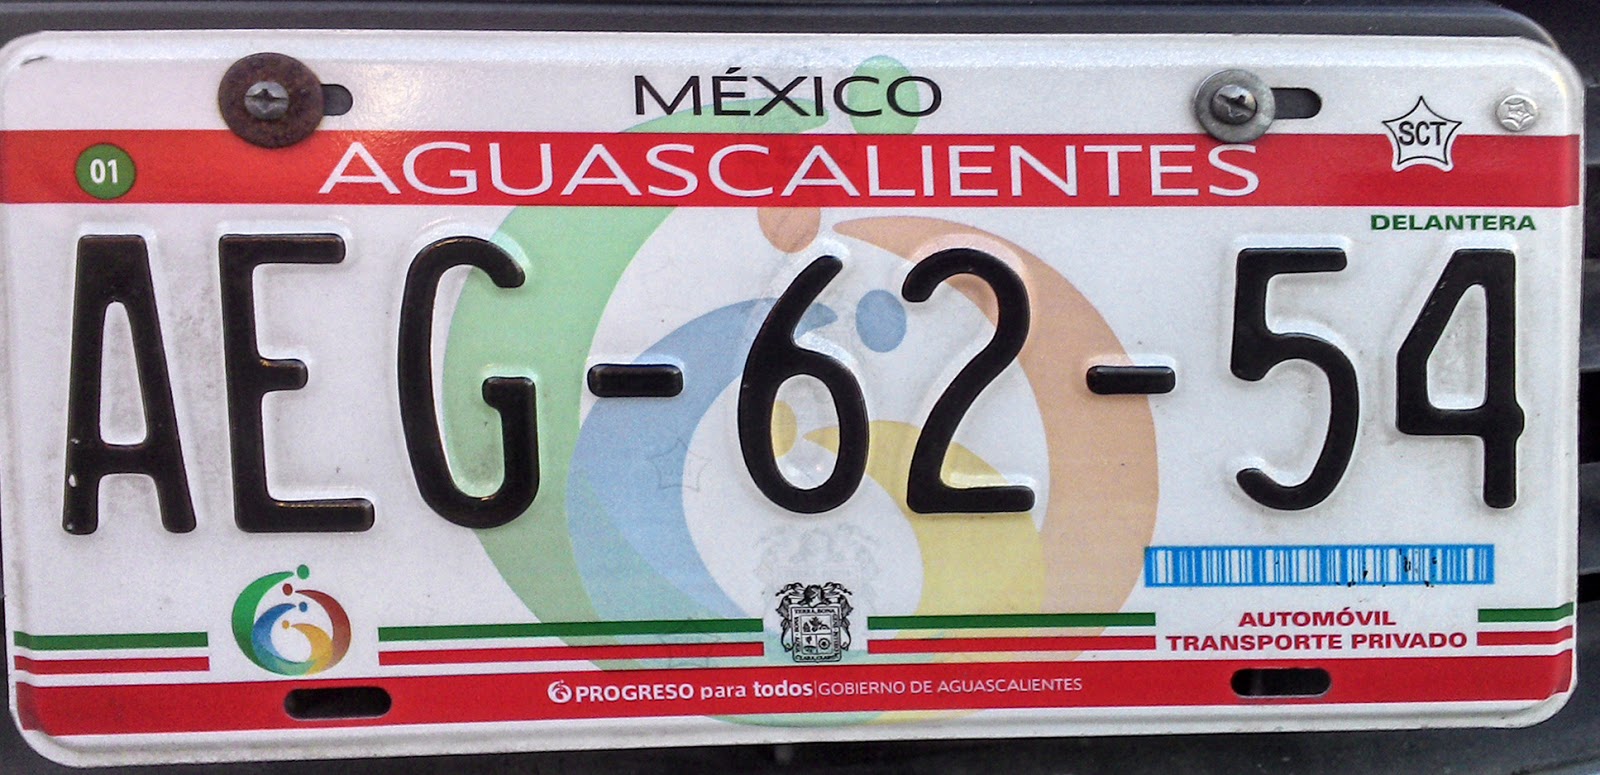 MÉXICO
SCT
01
AGUASCALIENTES
DELANTERA
AEG-62-54
AUTOMÓVIL
TRANSPORTE PRIVADO
PROGRESO para todos|GOBIERNO DE AGUASCALIENTES